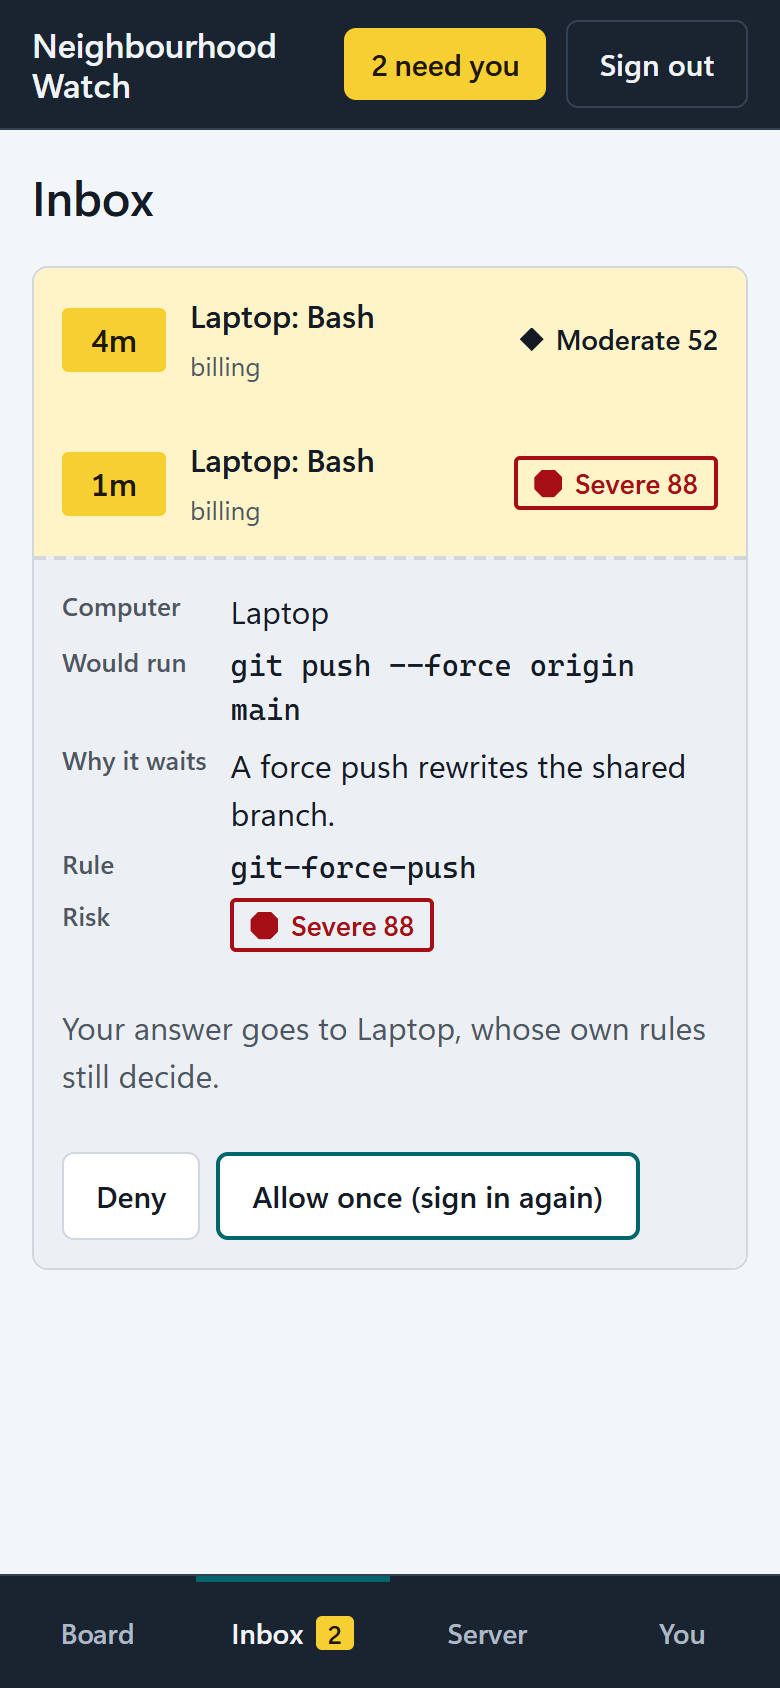 Neighbourhood
Watch
2 need you
Sign out
Inbox
4m
Laptop: Bash
billing
Moderate 52
1m
Laptop: Bash
billing
Severe 88
Computer
Laptop
Would run
git push --force origin
main
Why it waits
A force push rewrites the shared
branch.
Rule
git-force-push
Risk
Severe 88
Your answer goes to Laptop, whose own rules
still decide.
Deny
Allow once (sign in again)
Board
Inbox 2
Server
You